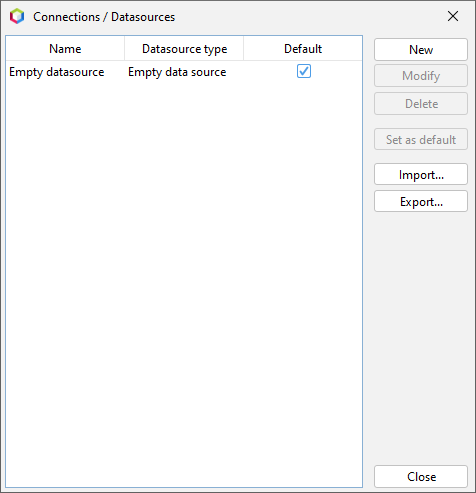 Connections / Datasources
Name Datasource type Default
Empty datasource Empty data source
New
Modify
Delete
Set as default
Import...
Export...
Close